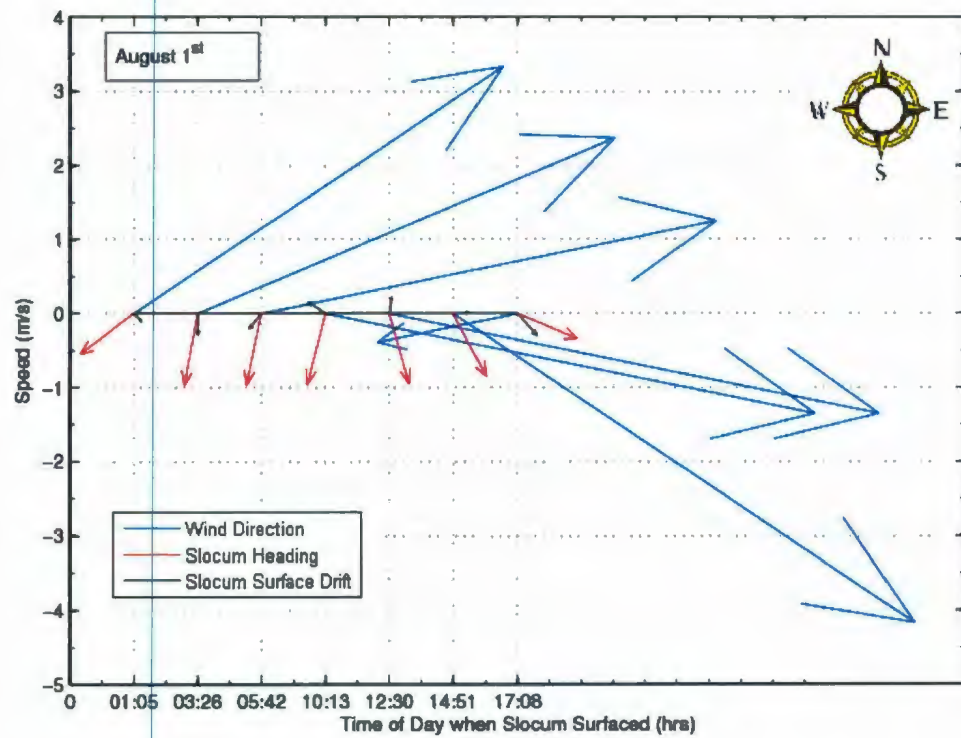 August 1st
N
W E
S
4
3
2
1
0
-1
-2
-3
-4
-5
Speed (m/s)
Wind Direction
Slocum Heading
Slocum Surface Drift
0 01:05 03:26 05:42 10:13 12:30 14:51 17:08
Time of Day when Slocum Surfaced (hrs)